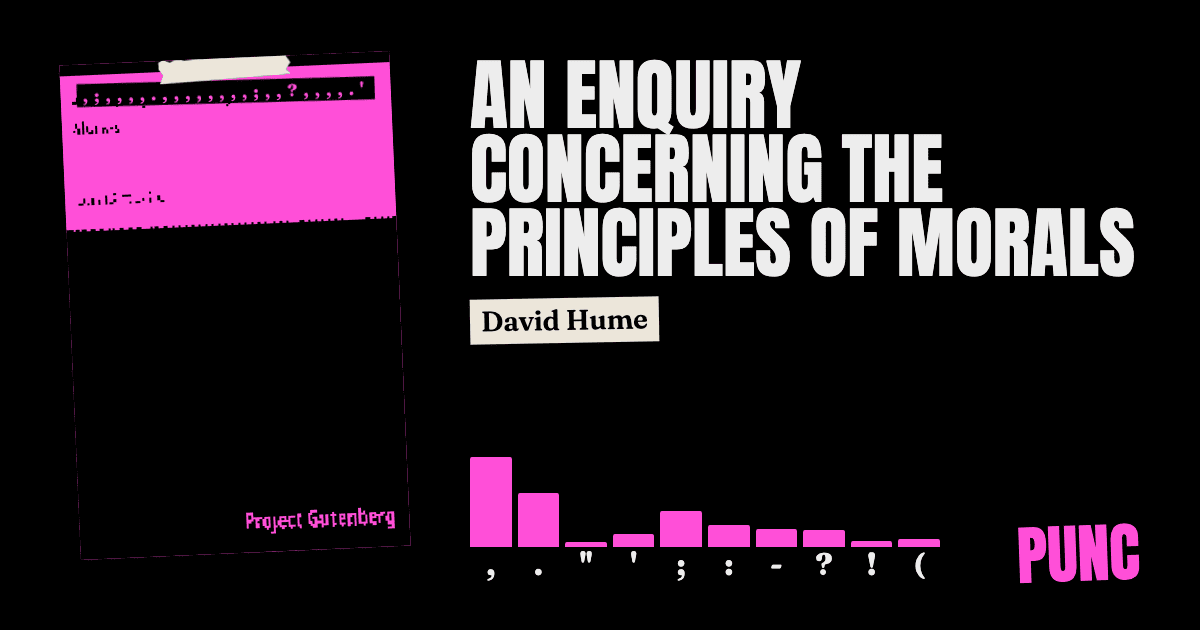 ,;,,,,.,,,,,,,,;,,?,,,,.'
Project Gutenberg
AN ENQUIRY
CONCERNING THE
PRINCIPLES OF MORALS
David Hume
, . " ' ; : - ? ! (
PUNC